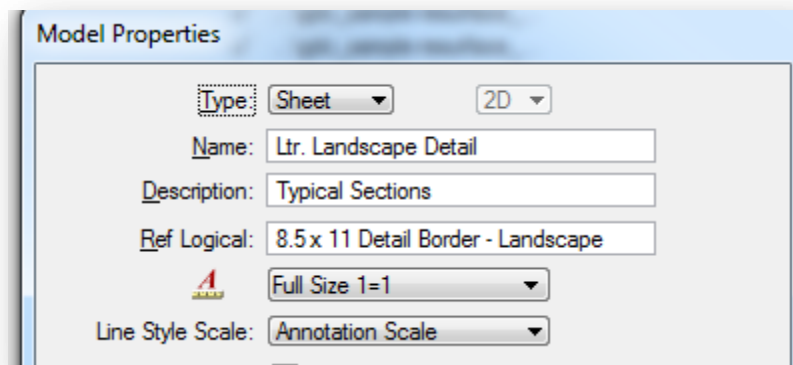 Model Properties
Type: Sheet 2D
Name: Ltr. Landscape Detail
Description: Typical Sections
Ref Logical: 8.5 x 11 Detail Border - Landscape
A Full Size 1=1
Line Style Scale: Annotation Scale